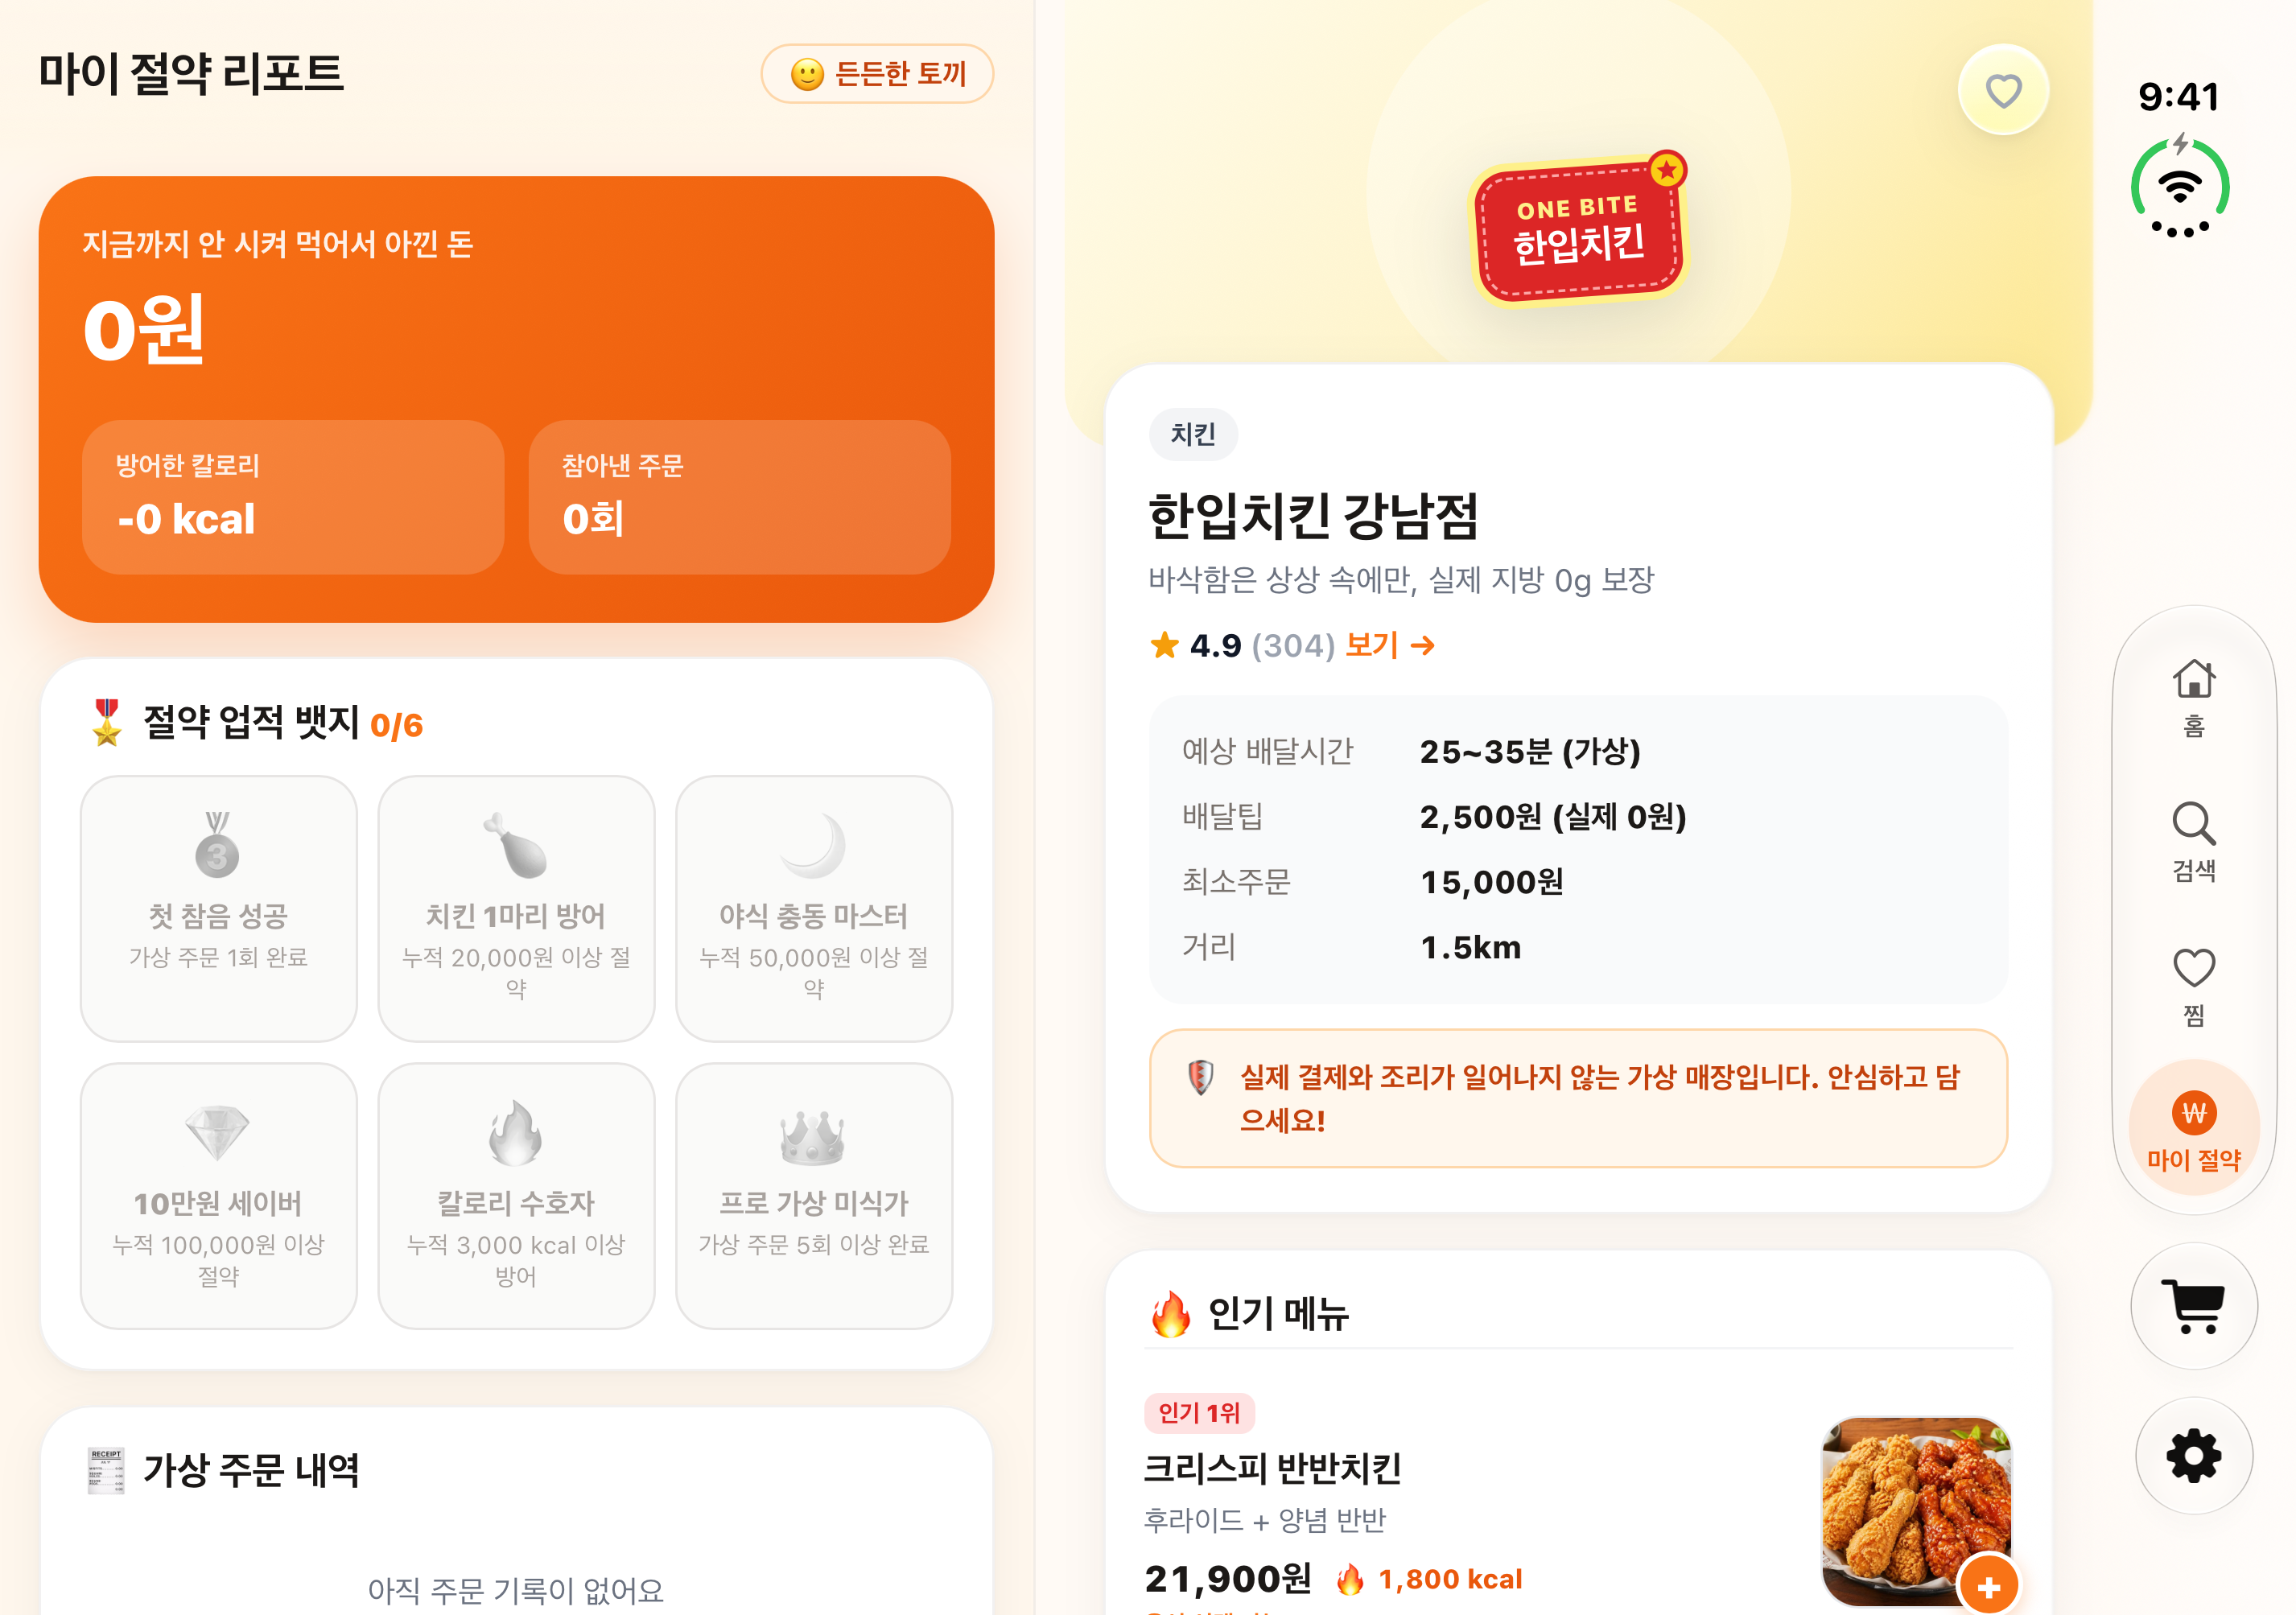 마이 절약 리포트
든든한 토끼
지금까지 안 시켜 먹어서 아낀 돈
0원
방어한 칼로리
-0 kcal
참아낸 주문
0회
절약 업적 뱃지 0/6
3
첫 참음 성공
가상 주문 1회 완료
치킨 1마리 방어
누적 20,000원 이상 절
약
야식 충동 마스터
누적 50,000원 이상 절
약
10만원 세이버
누적 100,000원 이상
절약
칼로리 수호자
누적 3,000 kcal 이상
방어
프로 가상 미식가
가상 주문 5회 이상 완료
RECEIPT
가상 주문 내역
아직 주문 기록이 없어요
ONE BITE
한입치킨
치킨
한입치킨 강남점
바삭함은 상상 속에만, 실제 지방 0g 보장
4.9 (304) 보기 →
예상 배달시간 25~35분 (가상)
배달팁 2,500원 (실제 0원)
최소주문 15,000원
거리 1.5km
실제 결제와 조리가 일어나지 않는 가상 매장입니다. 안심하고 담
으세요!
인기 메뉴
인기 1위
크리스피 반반치킨
후라이드 + 양념 반반
21,900원 1,800 kcal
9:41
홈
검색
찜
₩
마이 절약